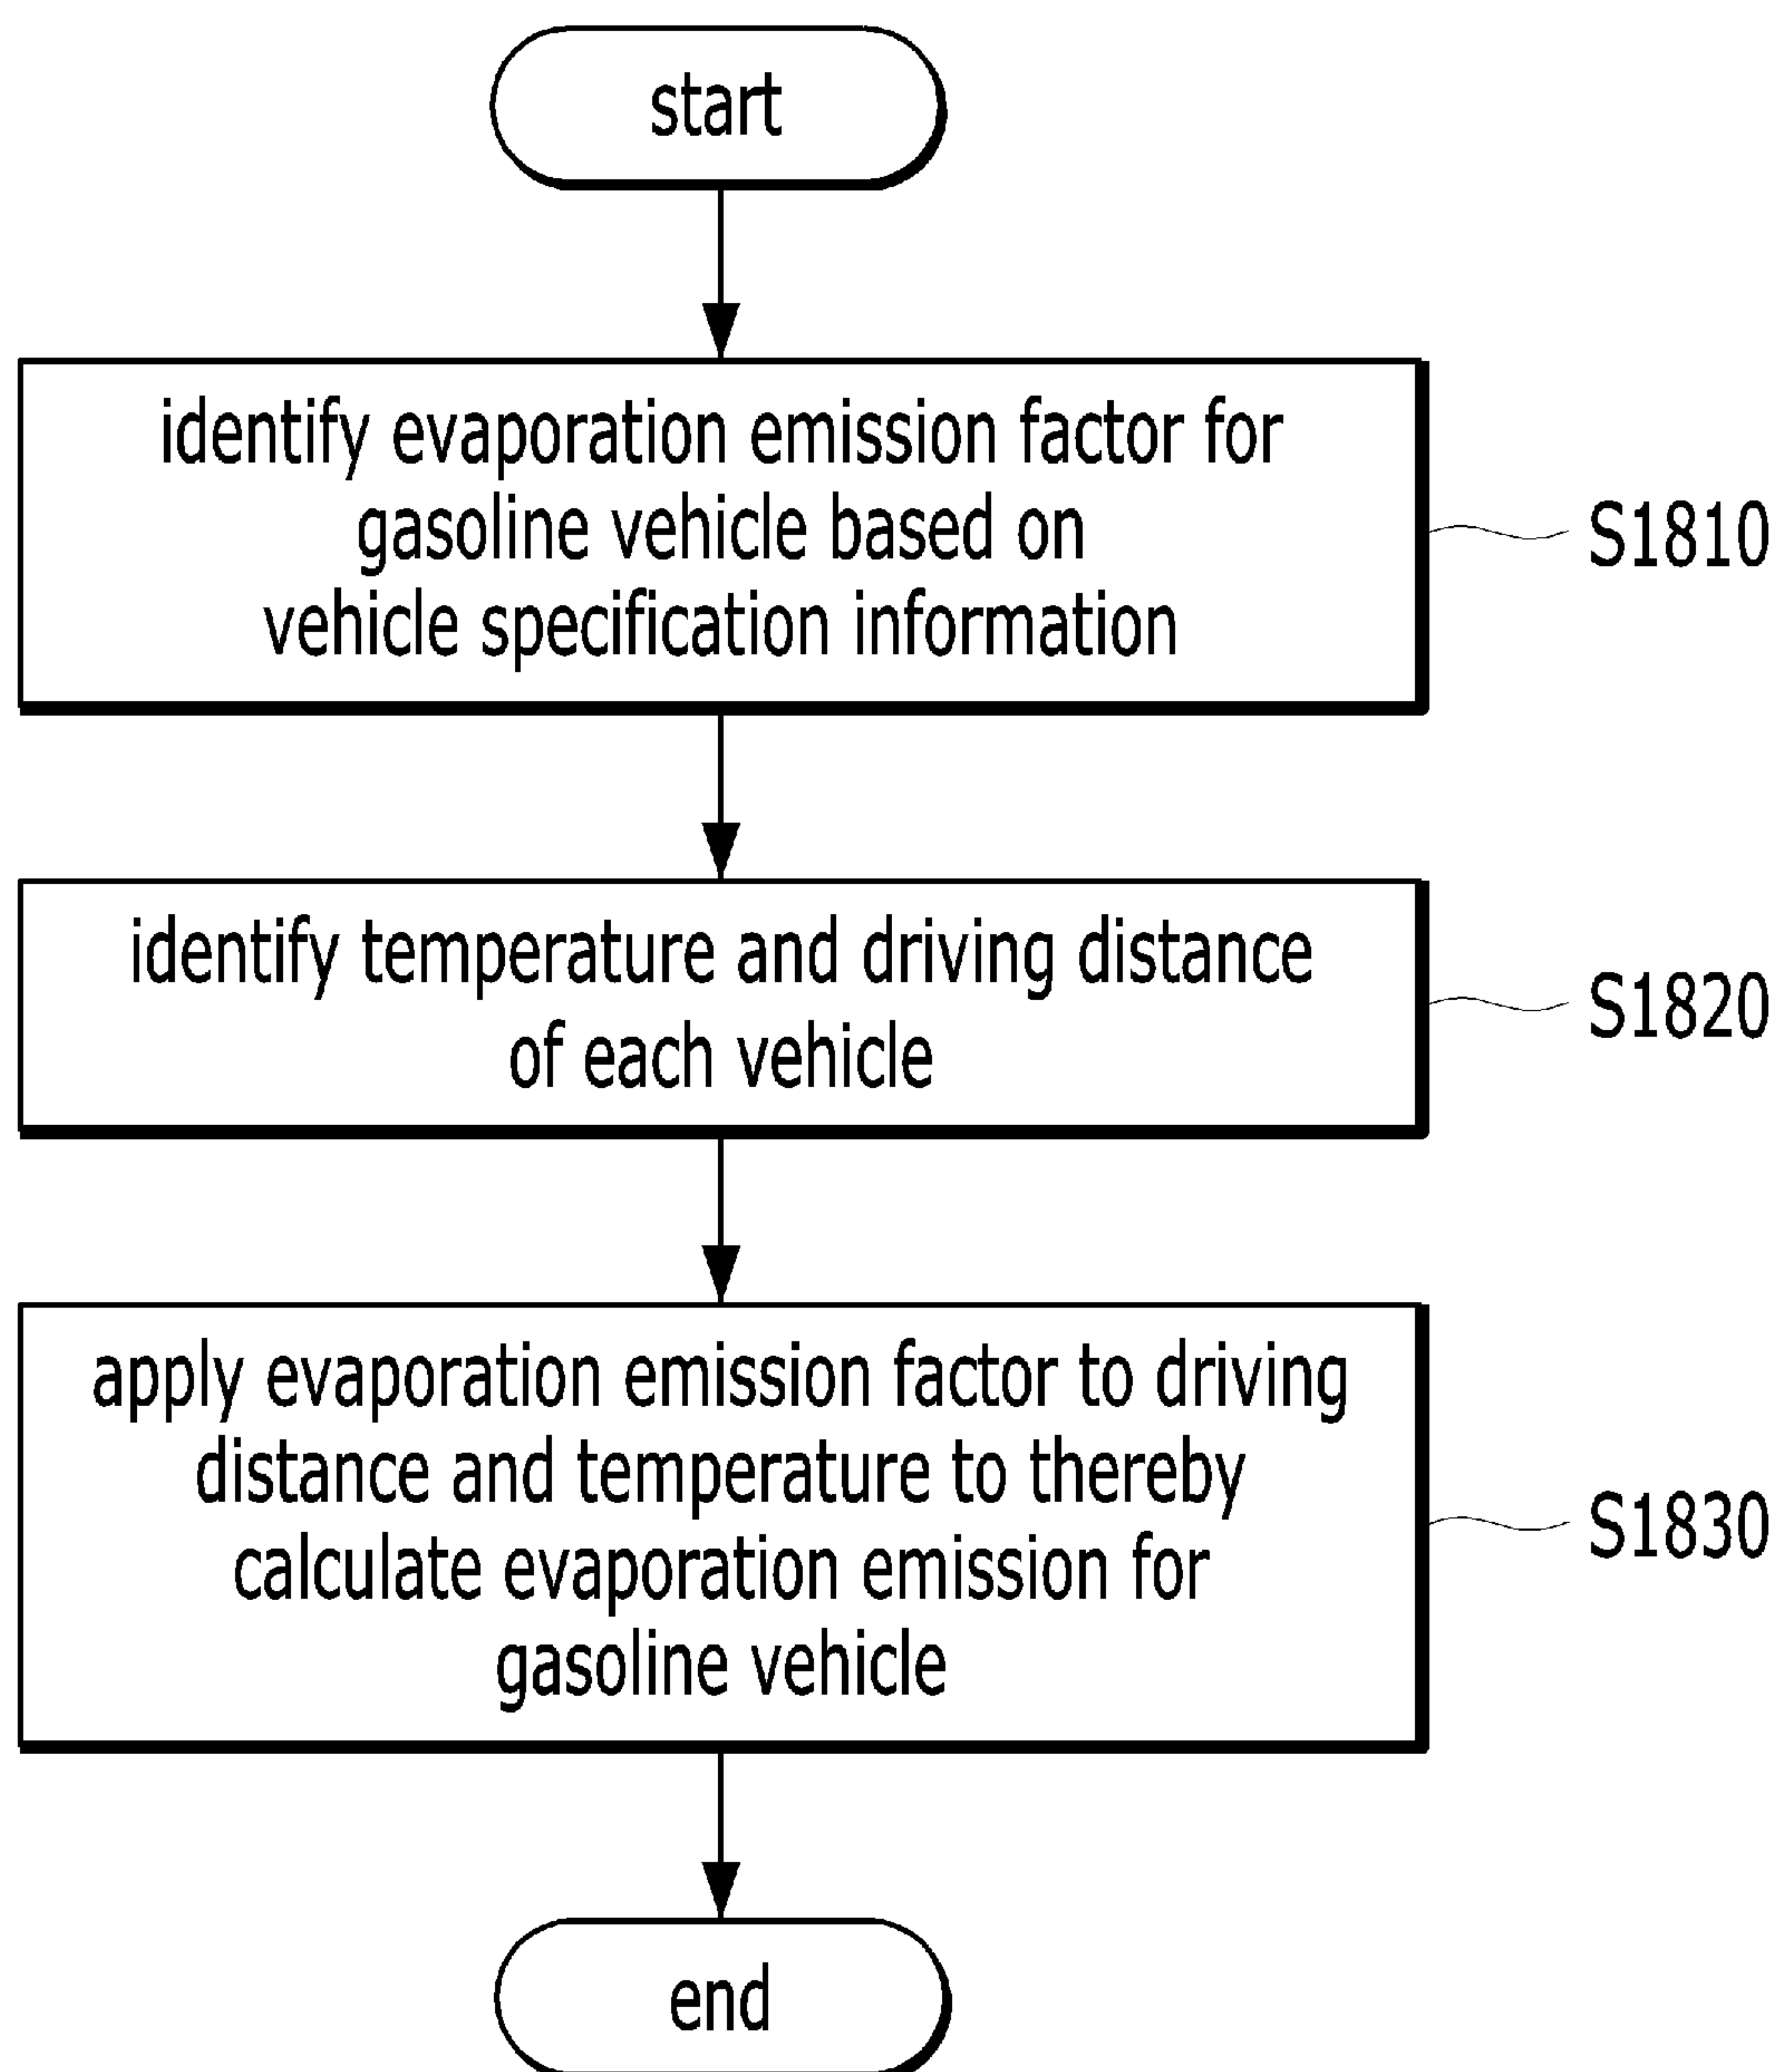 start
identify evaporation emission factor for
gasoline vehicle based on
vehicle specification information
S1810
identify temperature and driving distance
of each vehicle
S1820
apply evaporation emission factor to driving
distance and temperature to thereby
calculate evaporation emission for
gasoline vehicle
S1830
end